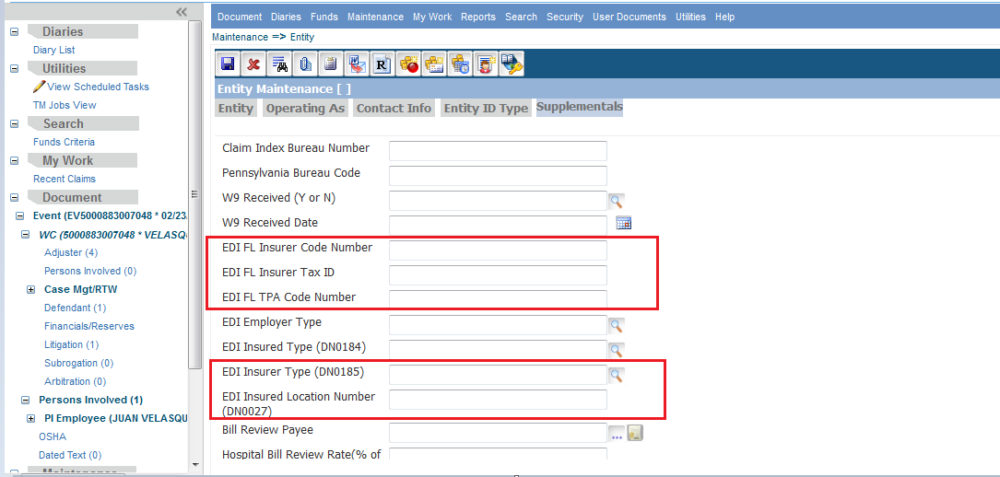 Document Diaries Funds Maintenance My Work Reports Search Security User Documents Utilities Help
Maintenance => Entity
Diaries
Diary List
Utilities
View Scheduled Tasks
TM Jobs View
Search
Funds Criteria
My Work
Recent Claims
Document
Event (EV5000883007048 * 02/23
WC (5000883007048 * VELASQU
Adjuster (4)
Persons Involved (0)
Case Mgt/RTW
Defendant (1)
Financials/Reserves
Litigation (1)
Subrogation (0)
Arbitration (0)
Persons Involved (1)
PI Employee (JUAN VELASQU
OSHA
Dated Text (0)
Maintenance
Entity Maintenance [ ]
Entity Operating As Contact Info Entity ID Type Supplementals
Claim Index Bureau Number
Pennsylvania Bureau Code
W9 Received (Y or N)
W9 Received Date
EDI FL Insurer Code Number
EDI FL Insurer Tax ID
EDI FL TPA Code Number
EDI Employer Type
EDI Insured Type (DN0184)
EDI Insurer Type (DN0185)
EDI Insured Location Number
(DN0027)
Bill Review Payee
...
Hospital Bill Review Rate(% of